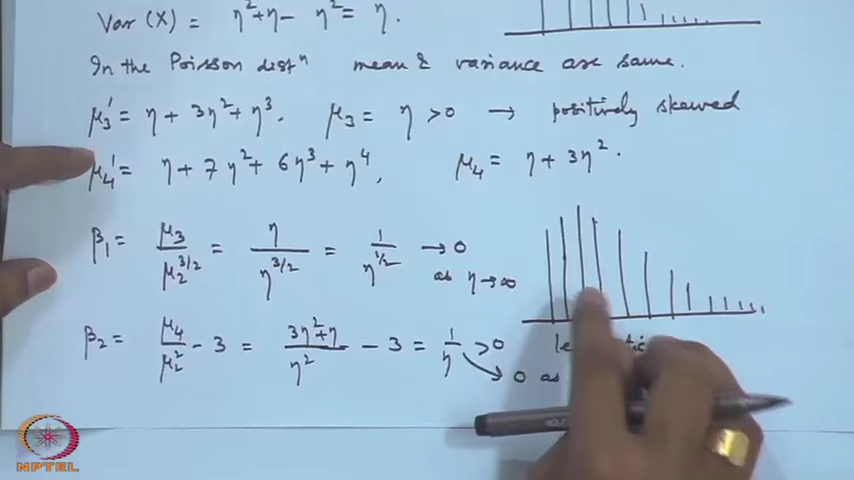 Var (X) = η²+η - η² = η.
In the Poisson distⁿ mean & variance are same.
μ₃' = η + 3η² + η³. μ₃ = η > 0 → positively skewed
μ₄' = η + 7η² + 6η³ + η⁴, μ₄ = η + 3η².
β₁ = μ₃ / μ₂^(3/2) = η / η^(3/2) = 1 / η^(1/2) → 0
as η → ∞
β₂ = μ₄ / μ₂² - 3 = (3η²+η) / η² - 3 = 1/η > 0
0 as
NPTEL